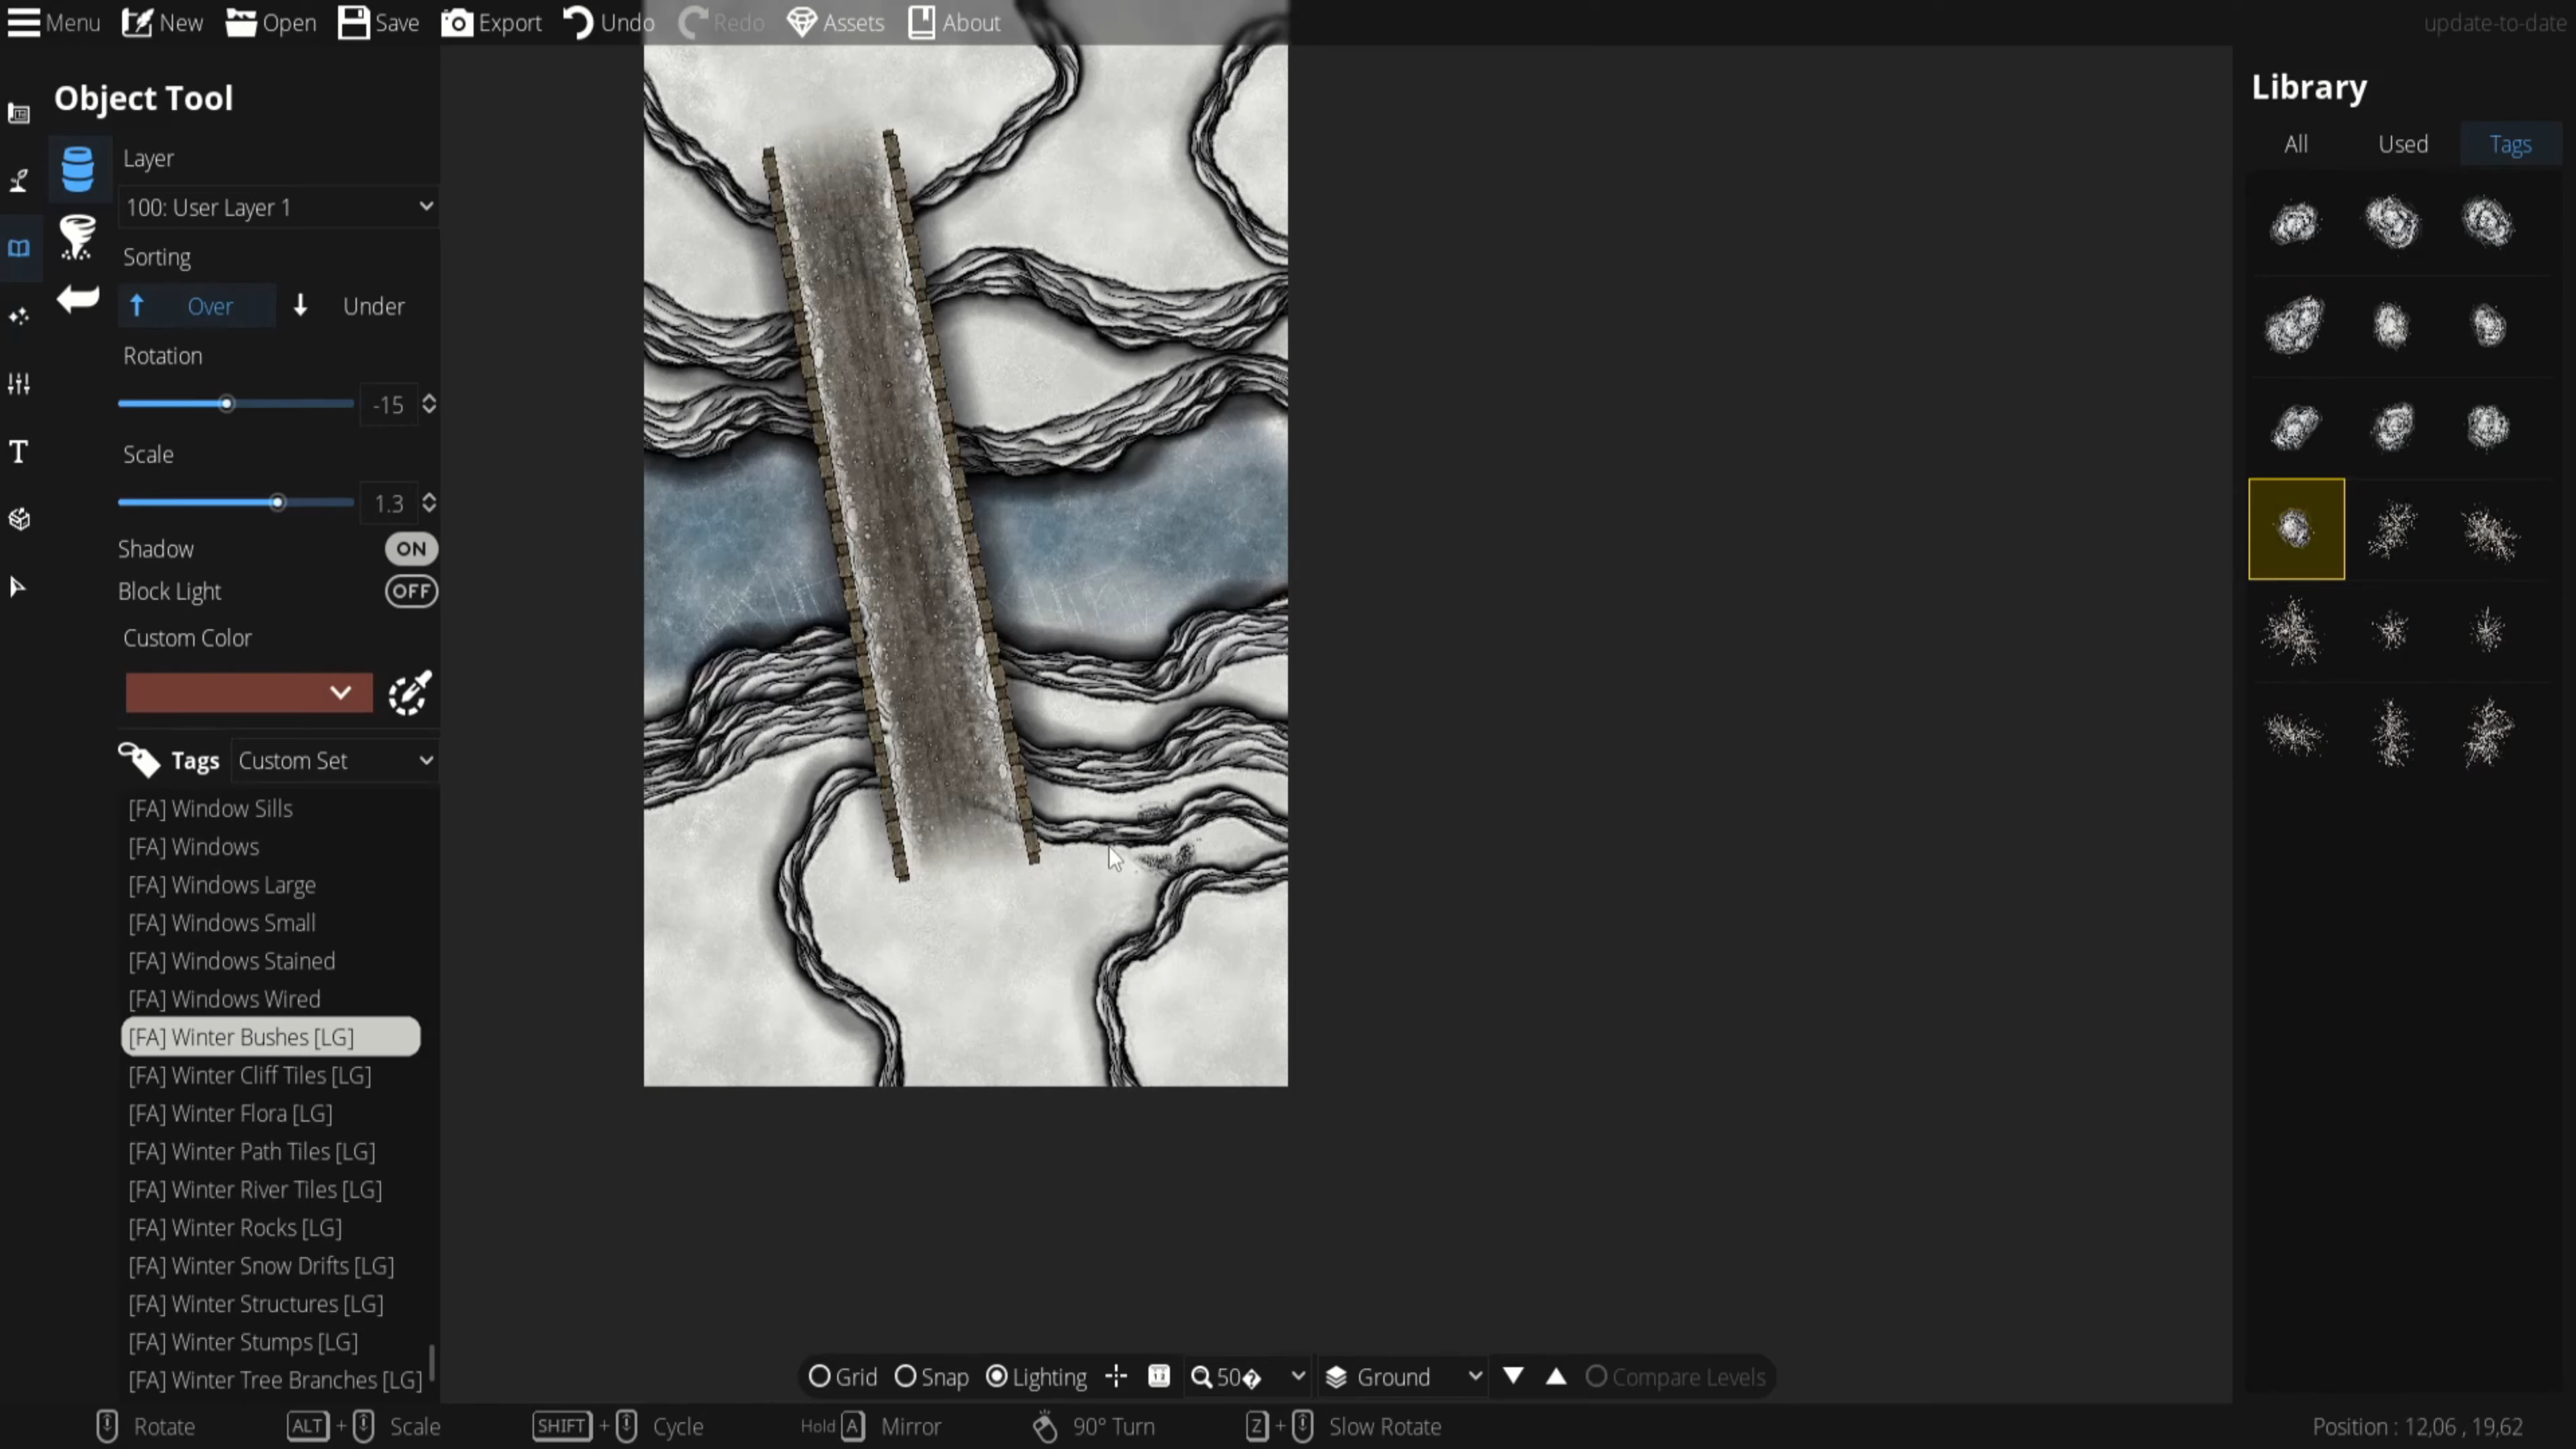 Menu New Open Save Export Undo Redo Assets About update-to-date
Object Tool
Layer
100: User Layer 1
Sorting
Over Under
Rotation
-15
Scale
1.3
Shadow ON
Block Light OFF
Custom Color
Tags Custom Set
[FA] Window Sills
[FA] Windows
[FA] Windows Large
[FA] Windows Small
[FA] Windows Stained
[FA] Windows Wired
[FA] Winter Bushes [LG]
[FA] Winter Cliff Tiles [LG]
[FA] Winter Flora [LG]
[FA] Winter Path Tiles [LG]
[FA] Winter River Tiles [LG]
[FA] Winter Rocks [LG]
[FA] Winter Snow Drifts [LG]
[FA] Winter Structures [LG]
[FA] Winter Stumps [LG]
[FA] Winter Tree Branches [LG]
Library
All Used Tags
Grid Snap Lighting 50� Ground Compare Levels
Rotate ALT + Scale SHIFT + Cycle Hold A Mirror 90° Turn Z + Slow Rotate Position : 12,06 , 19,62